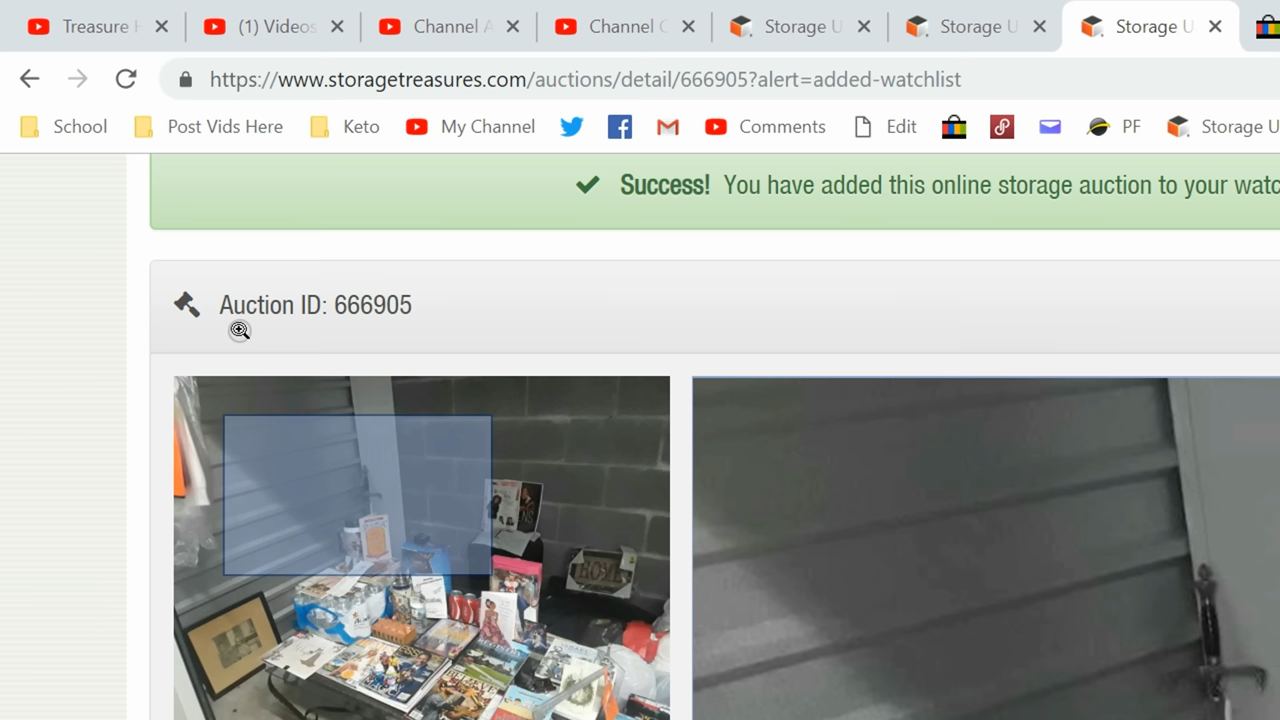 Treasure H
(1) Videos
Channel A
Channel C
Storage U
Storage U
Storage U
https://www.storagetreasures.com/auctions/detail/666905?alert=added-watchlist
School
Post Vids Here
Keto
My Channel
Comments
Edit
PF
Storage U
Success! You have added this online storage auction to your watc
Auction ID: 666905